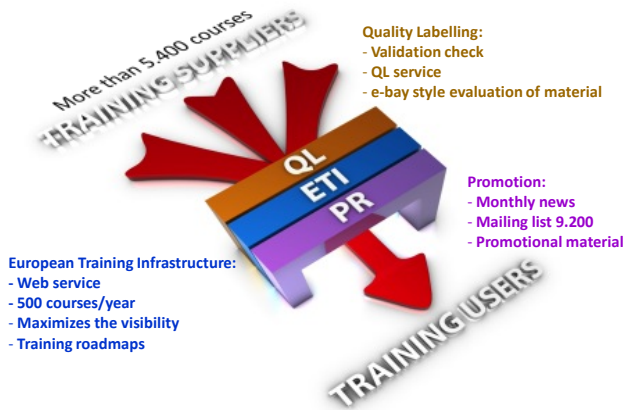 More than 5.400 courses
TRAINING SUPPLIERS
Quality Labelling:
- Validation check
- QL service
- e-bay style evaluation of material
QL
ETI
PR
Promotion:
- Monthly news
- Mailing list 9.200
- Promotional material
European Training Infrastructure:
- Web service
- 500 courses/year
- Maximizes the visibility
- Training roadmaps
TRAINING USERS